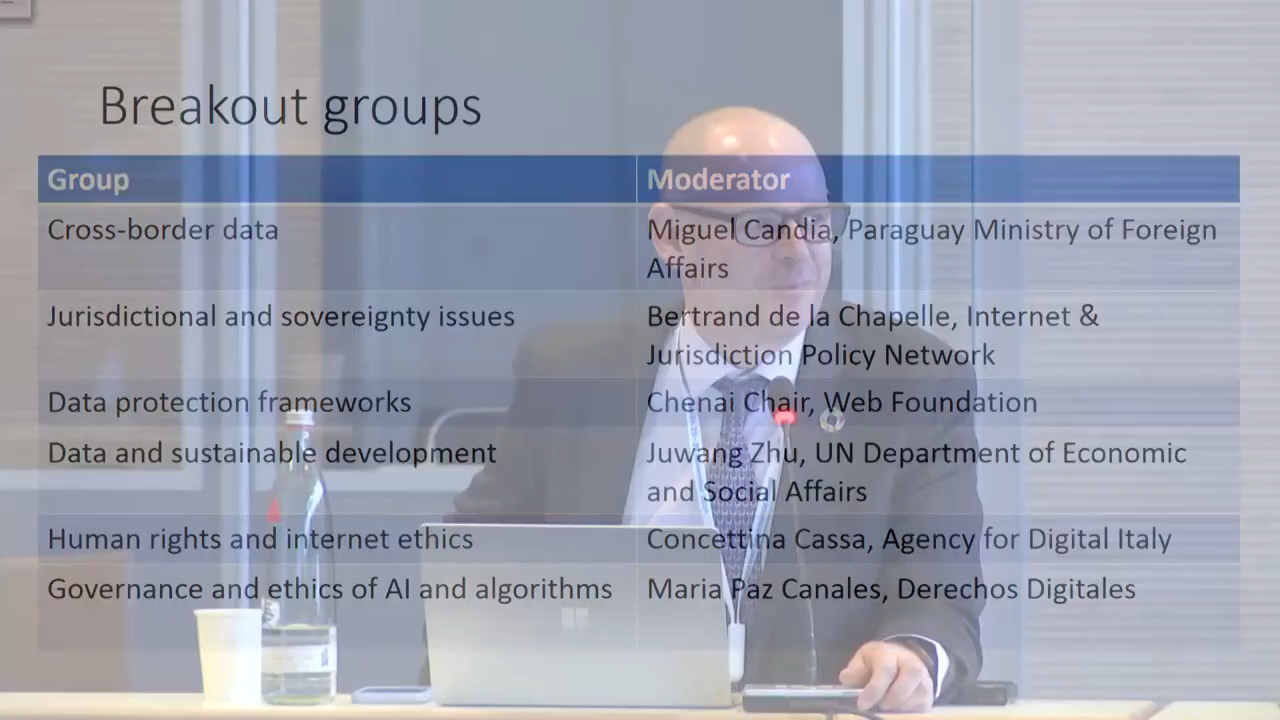 Breakout groups
Group
Moderator
Cross-border data
Miguel Candia, Paraguay Ministry of Foreign
Affairs
Jurisdictional and sovereignty issues
Bertrand de la Chapelle, Internet &
Jurisdiction Policy Network
Data protection frameworks
Chenai Chair, Web Foundation
Data and sustainable development
Juwang Zhu, UN Department of Economic
and Social Affairs
Human rights and internet ethics
Concettina Cassa, Agency for Digital Italy
Governance and ethics of AI and algorithms
Maria Paz Canales, Derechos Digitales